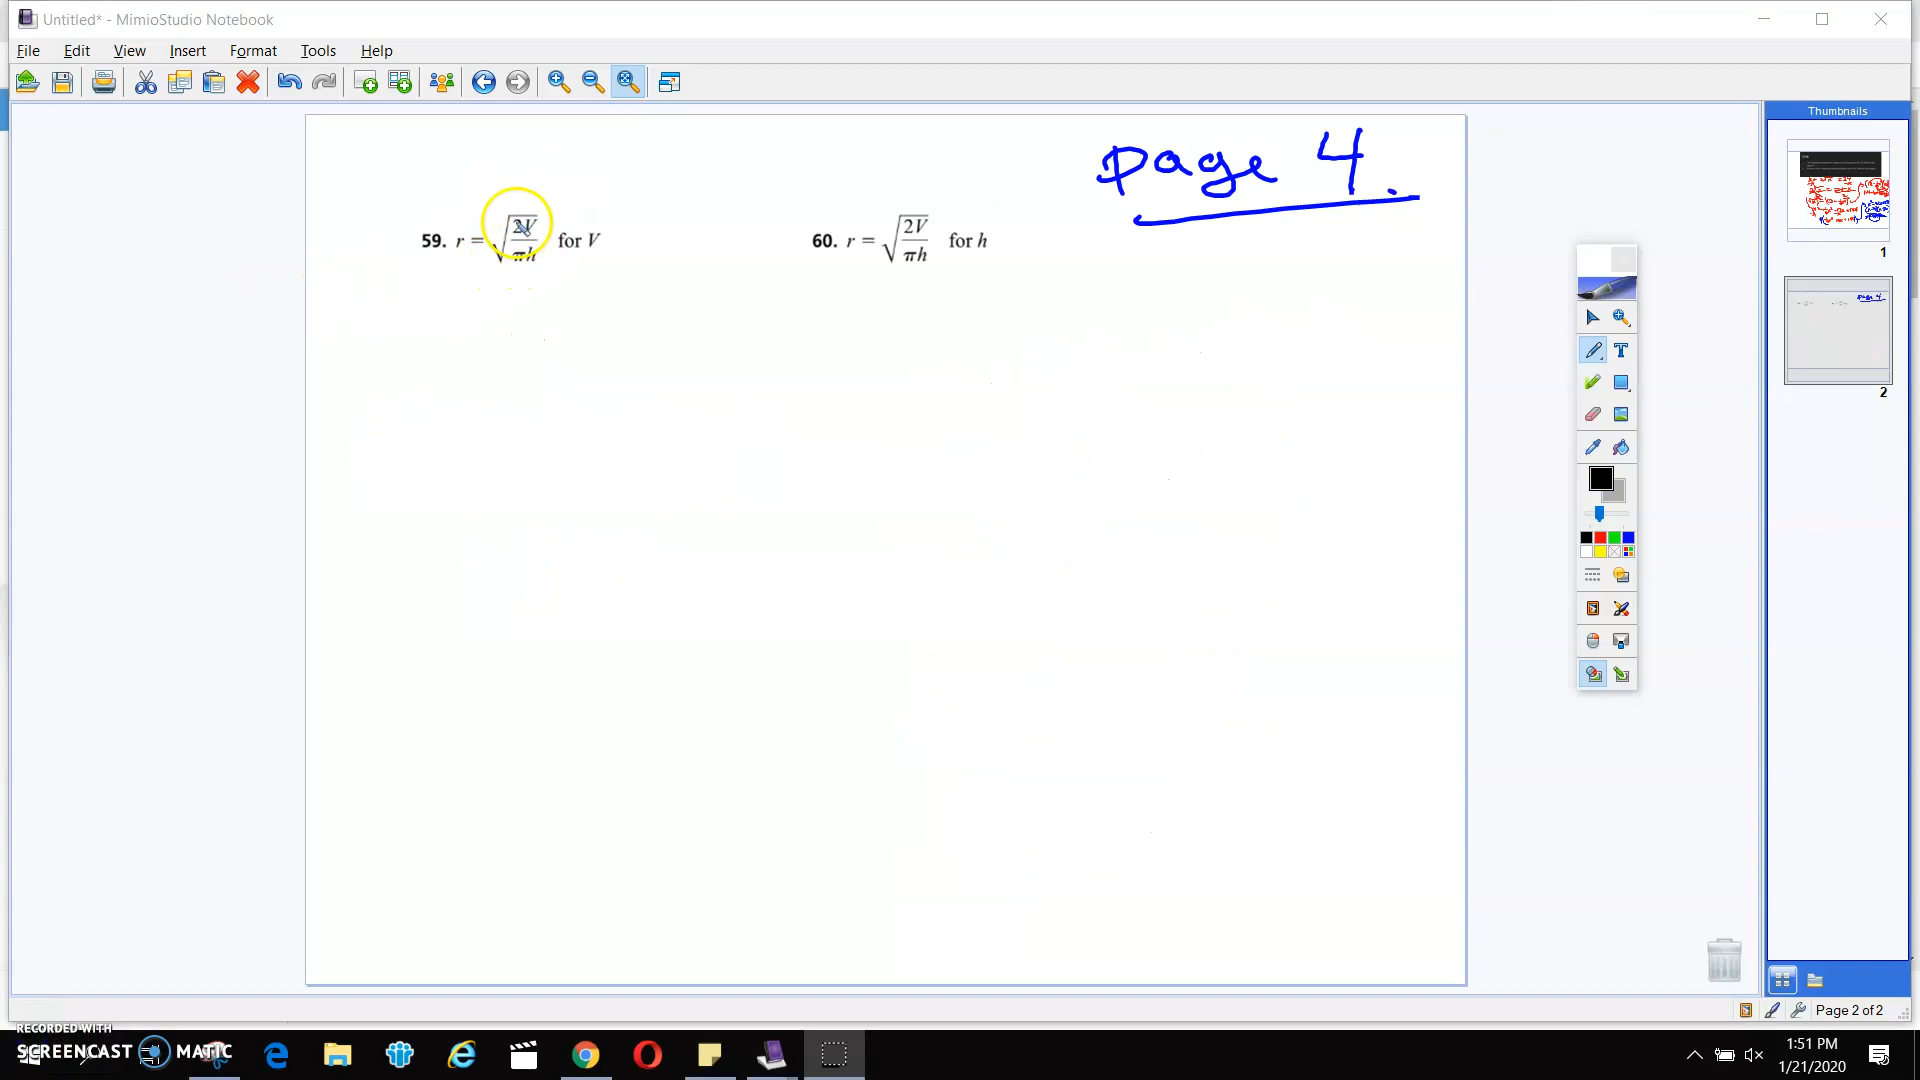 Untitled* - MimioStudio Notebook
File Edit View Insert Format Tools Help
Thumbnails
page 4.
59. r = √(2V/πh) for V
60. r = √(2V/πh) for h
1
2
Page 2 of 2
RECORDED WITH
SCREENCAST MATIC
1:51 PM
1/21/2020